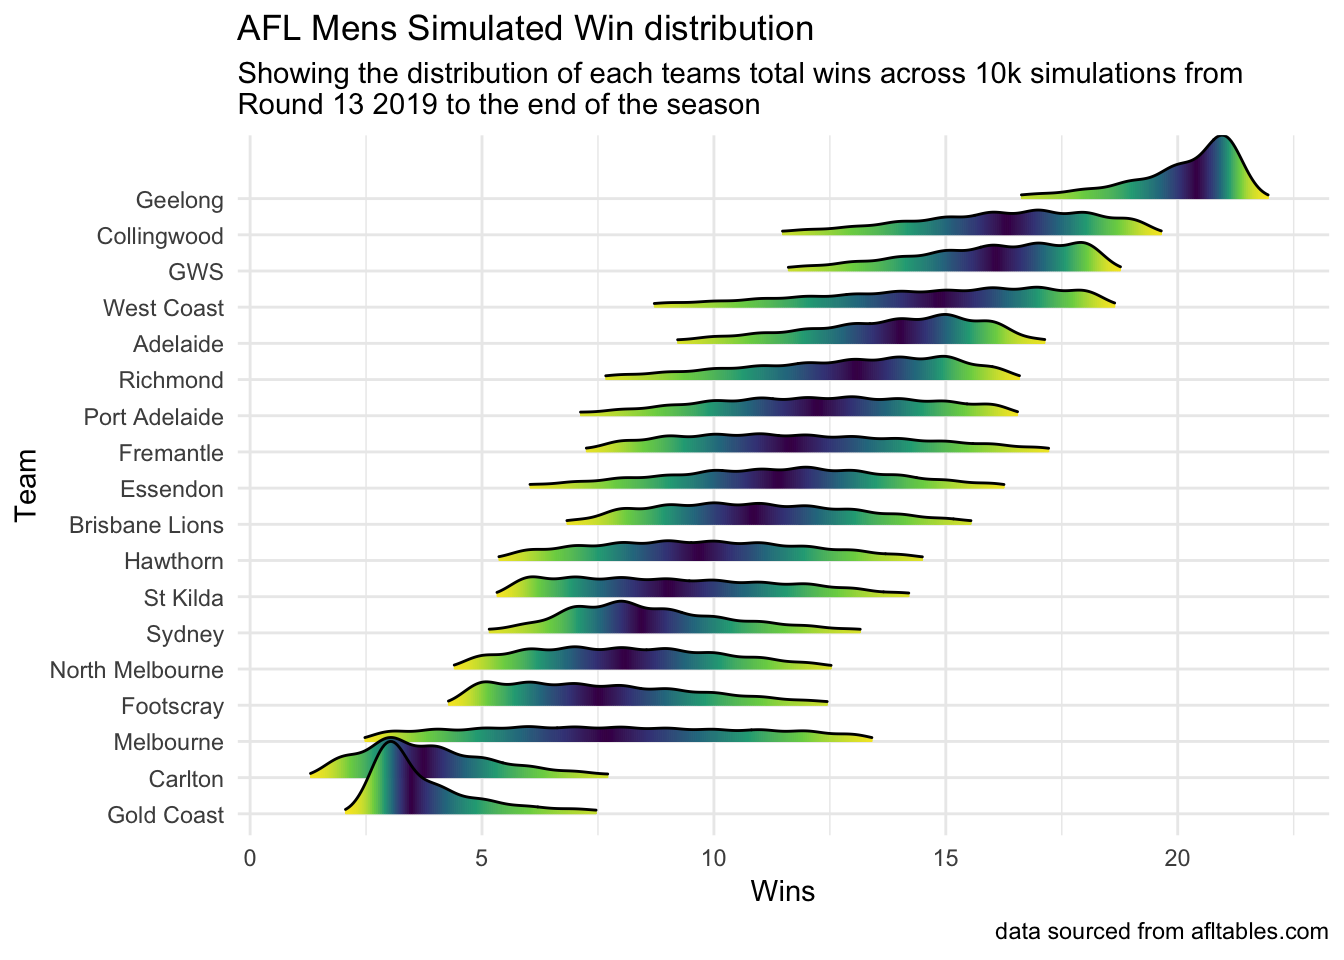 AFL Mens Simulated Win distribution
Showing the distribution of each teams total wins across 10k simulations from
Round 13 2019 to the end of the season
Team
Geelong
Collingwood
GWS
West Coast
Adelaide
Richmond
Port Adelaide
Fremantle
Essendon
Brisbane Lions
Hawthorn
St Kilda
Sydney
North Melbourne
Footscray
Melbourne
Carlton
Gold Coast
0 5 10 15 20
Wins
data sourced from afltables.com